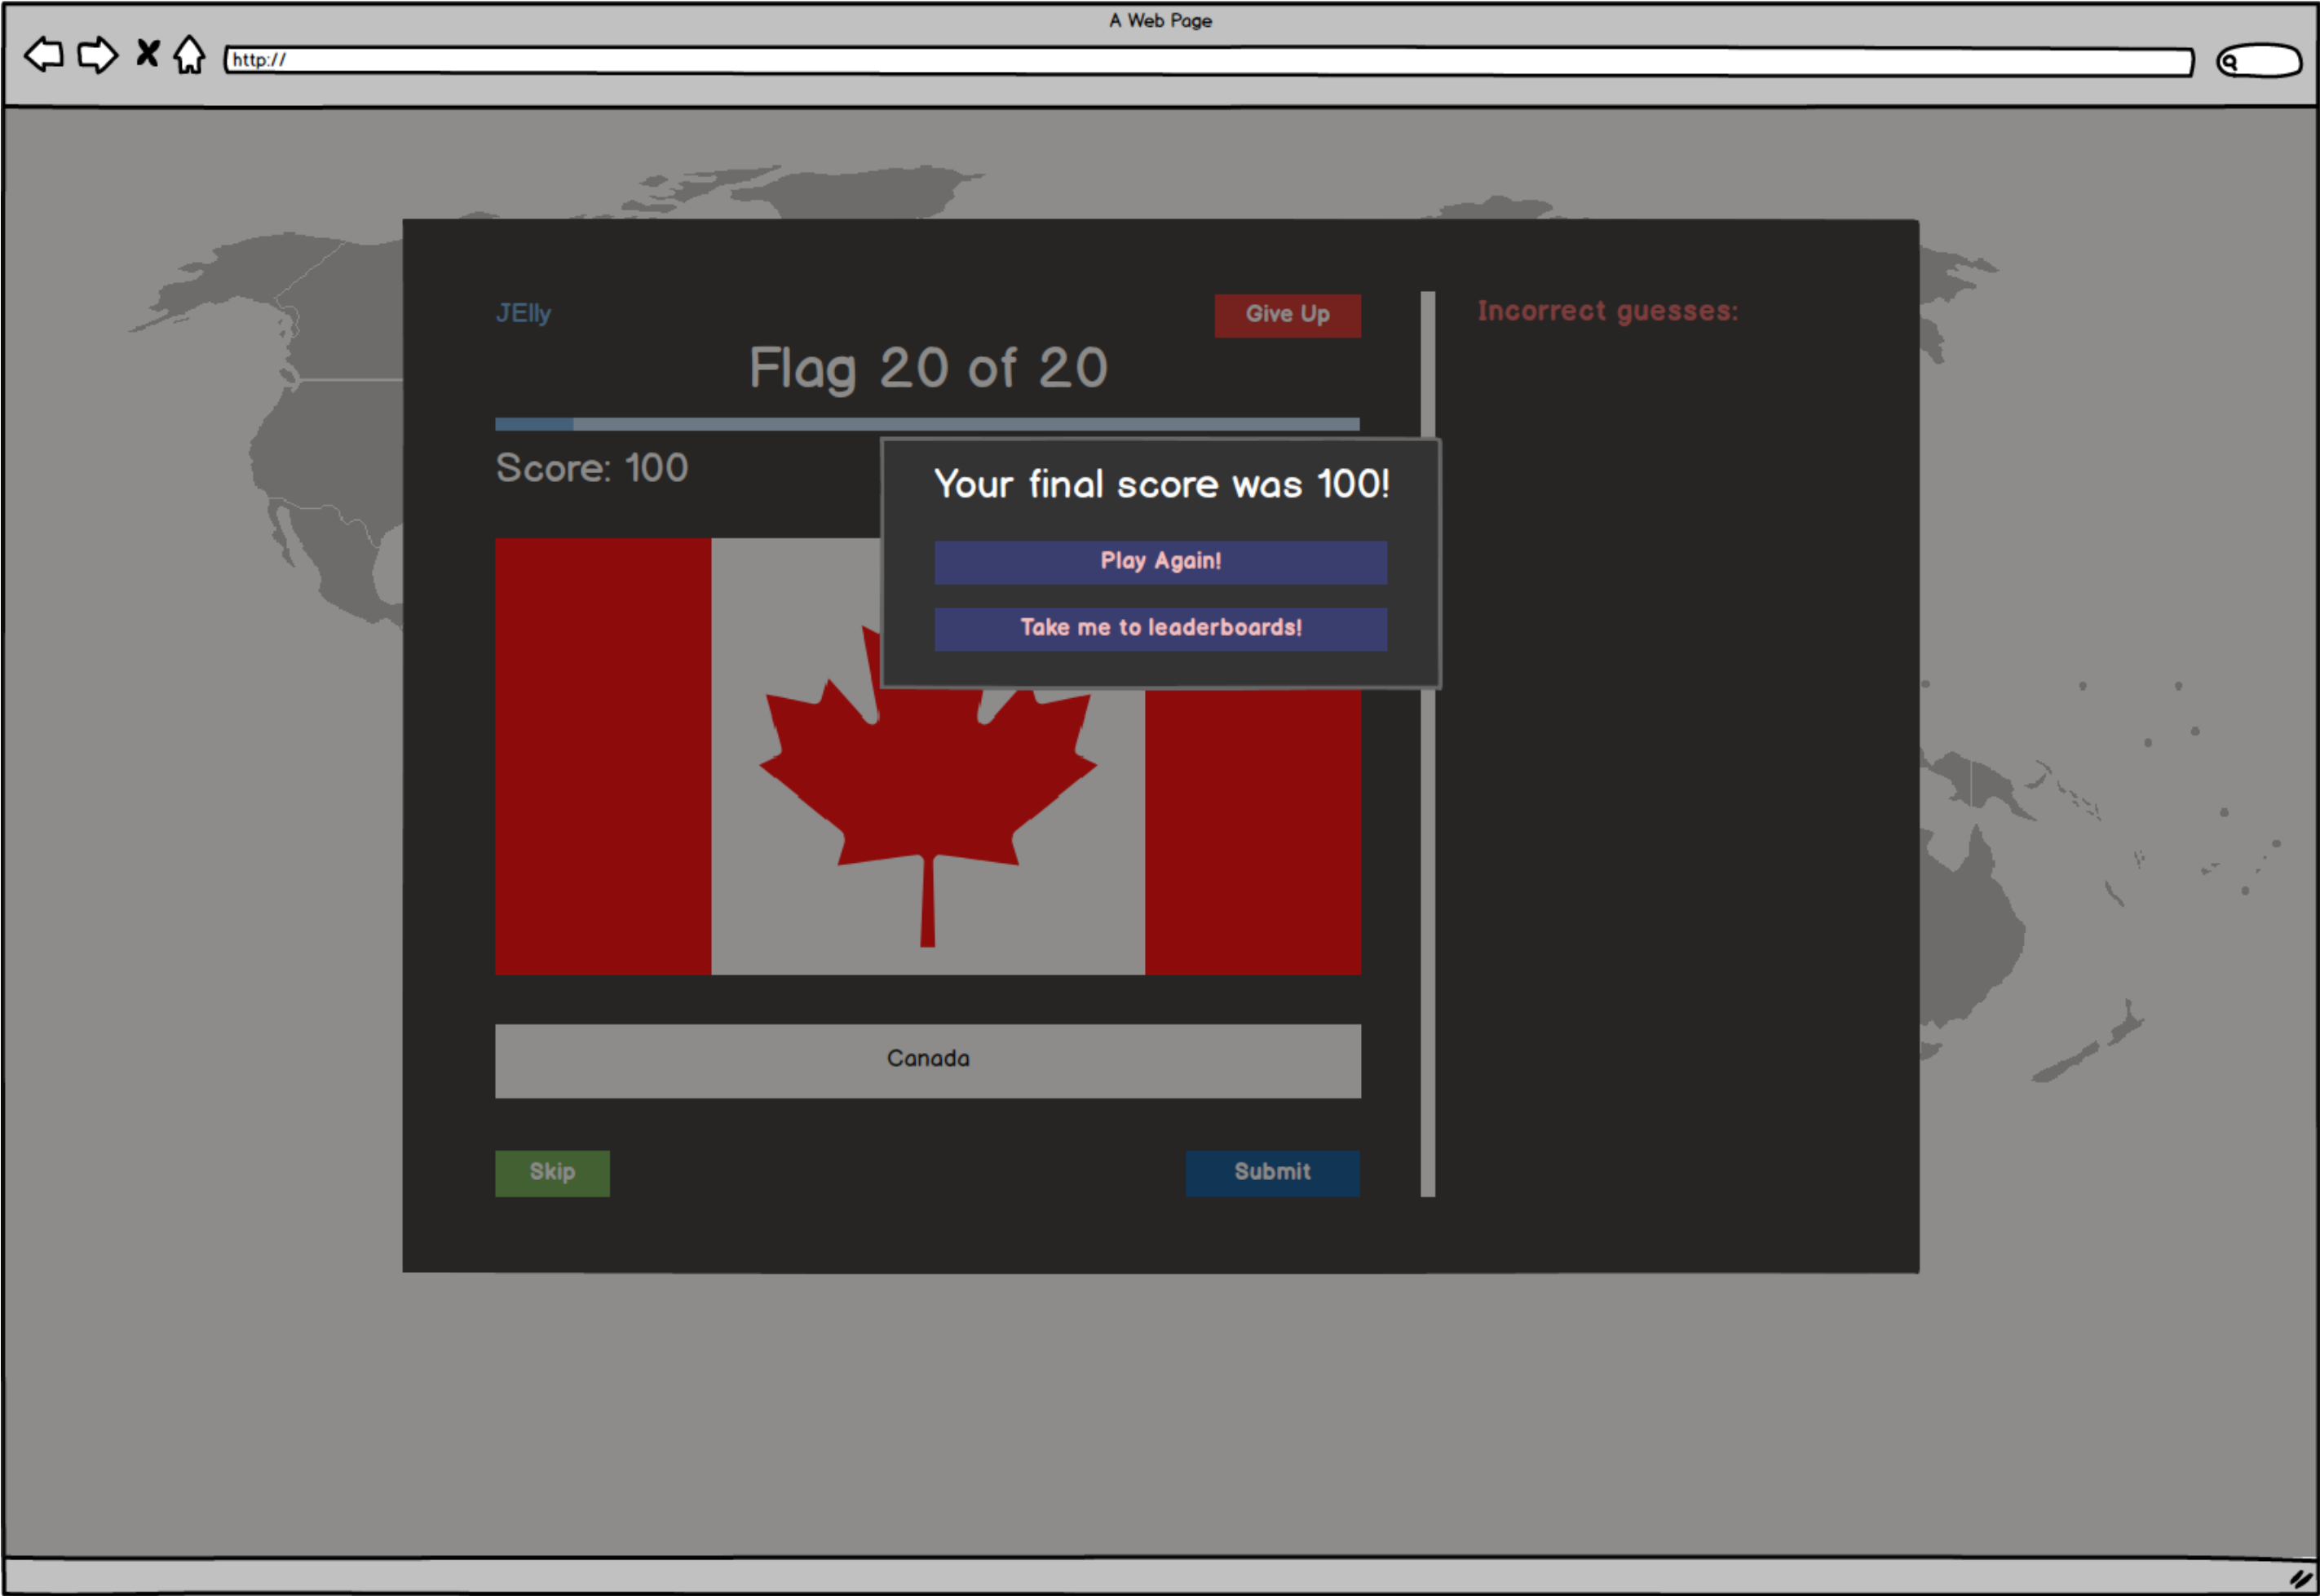 A Web Page
http://
JElly
Give Up
Incorrect guesses:
Flag 20 of 20
Score: 100
Your final score was 100!
Play Again!
Take me to leaderboards!
Canada
Skip
Submit